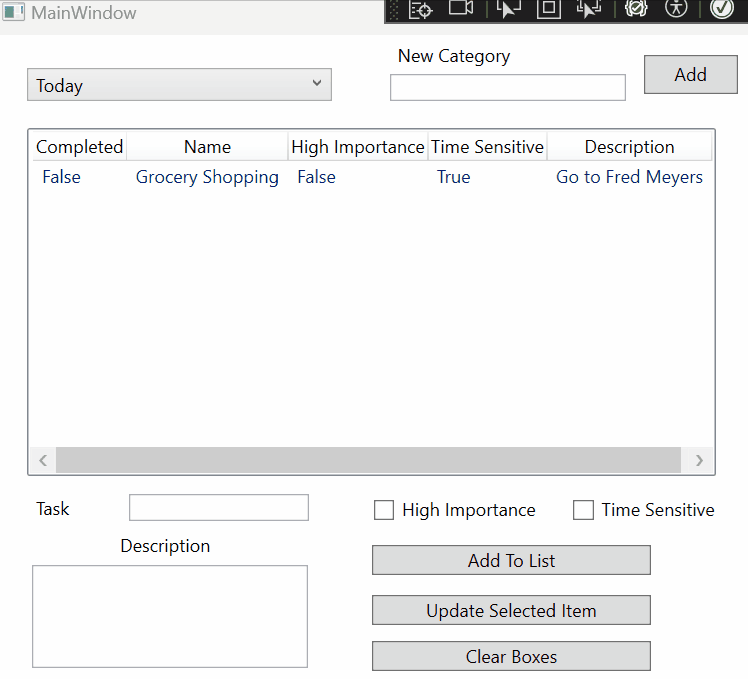 MainWindow
New Category
Today
Add
Completed Name High Importance Time Sensitive Description
False Grocery Shopping False True Go to Fred Meyers
Task
High Importance Time Sensitive
Description
Add To List
Update Selected Item
Clear Boxes